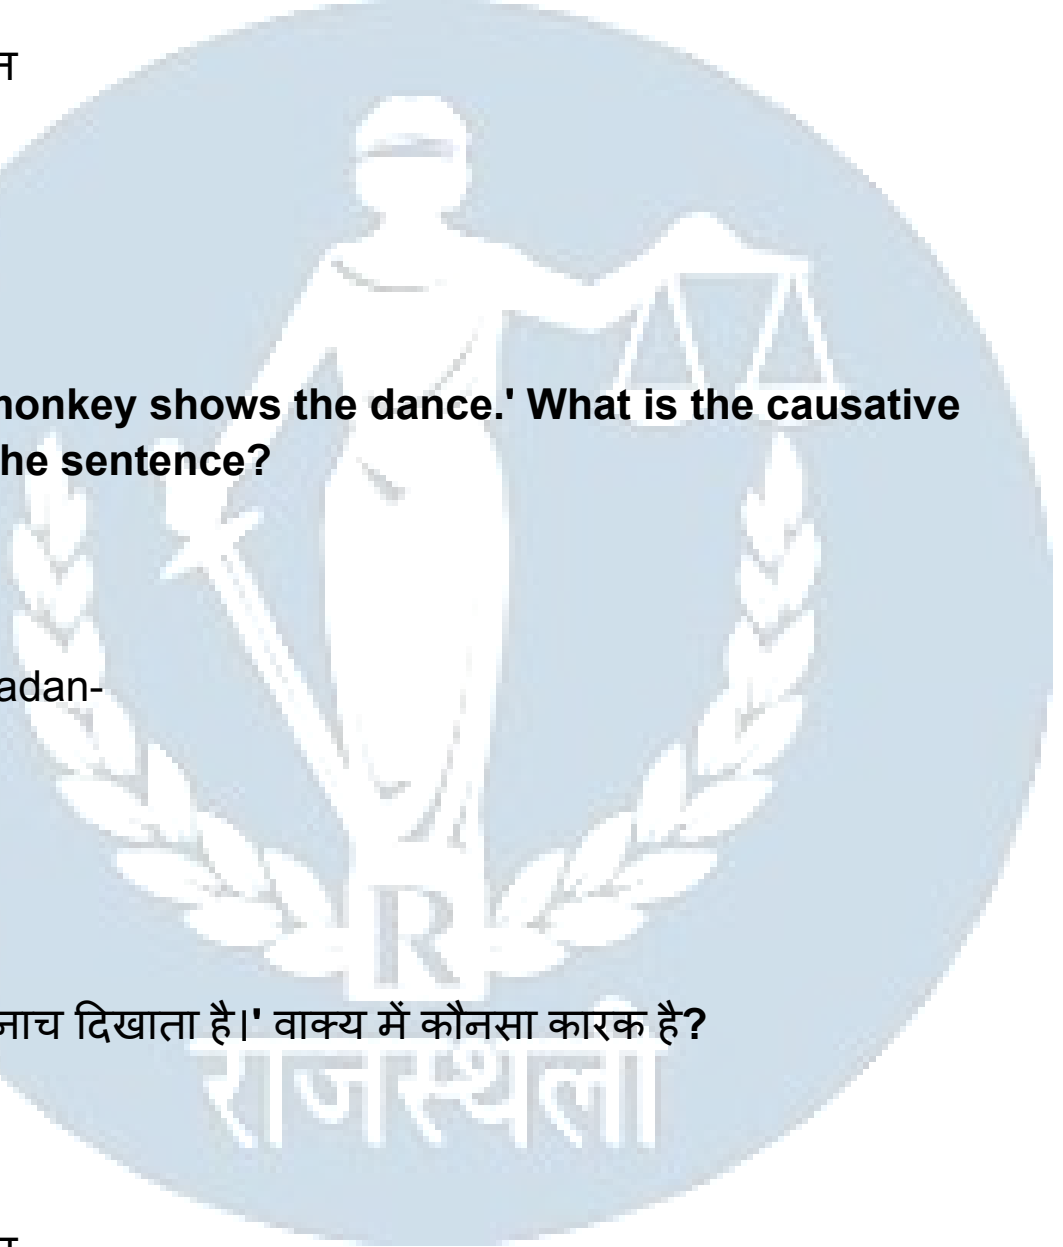 monkey shows the dance.' What is the causative
he sentence?
adan-
R
नाच दिखाता है।' वाक्य में कौनसा कारक है?
राजस्थली